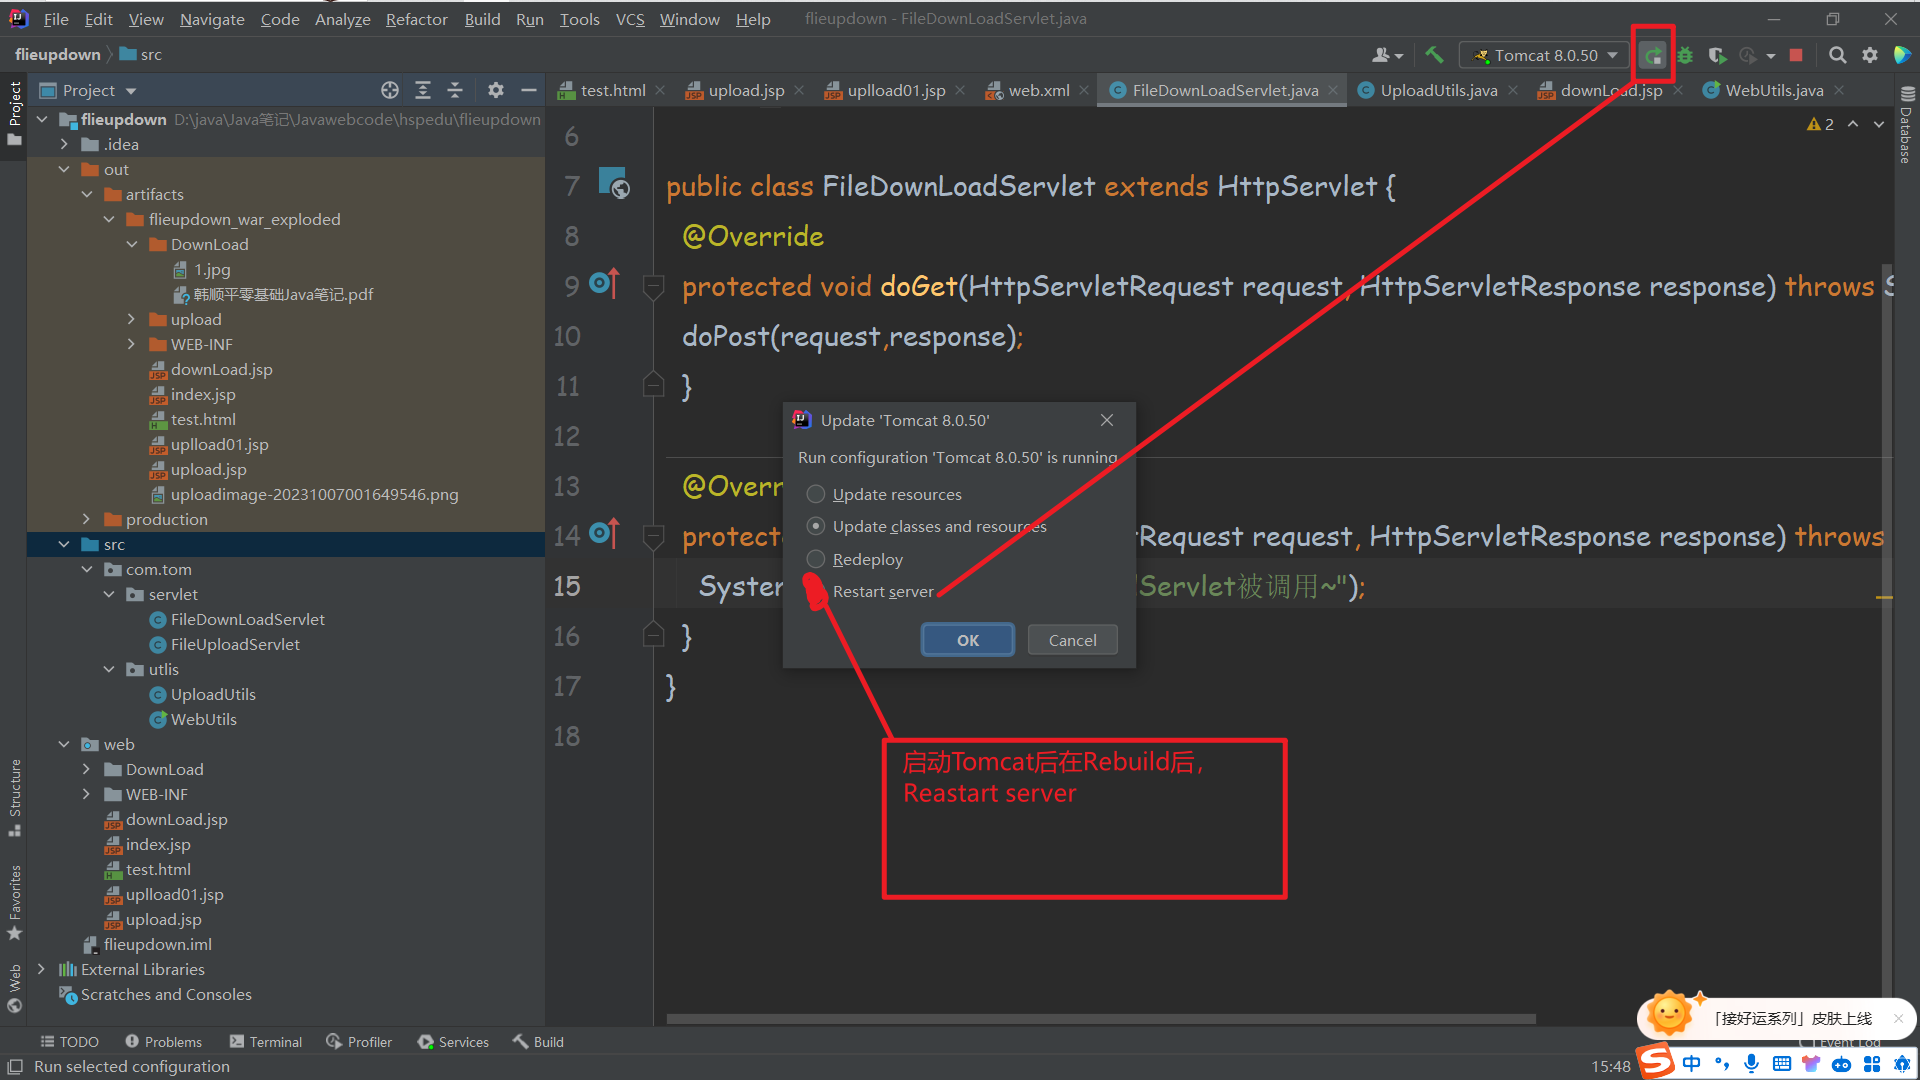 File Edit View Navigate Code Analyze Refactor Build Run Tools VCS Window Help flieupdown - FileDownLoadServlet.java
flieupdown src Tomcat 8.0.50
Project
test.html upload.jsp uplload01.jsp web.xml FileDownLoadServlet.java UploadUtils.java downLoad.jsp WebUtils.java
Project
Database
2
flieupdown D:\java\Java笔记\Javawebcode\hspedu\flieupdown
.idea
out
artifacts
flieupdown_war_exploded
DownLoad
1.jpg
韩顺平零基础Java笔记.pdf
upload
WEB-INF
downLoad.jsp
index.jsp
test.html
uplload01.jsp
upload.jsp
uploadimage-20231007001649546.png
production
src
com.tom
servlet
FileDownLoadServlet
FileUploadServlet
utlis
UploadUtils
WebUtils
web
DownLoad
WEB-INF
downLoad.jsp
index.jsp
test.html
uplload01.jsp
upload.jsp
flieupdown.iml
External Libraries
Scratches and Consoles
Structure
Favorites
Web
6
7 public class FileDownLoadServlet extends HttpServlet {
8 @Override
9 protected void doGet(HttpServletRequest request, HttpServletResponse response) throws S
10 doPost(request,response);
11 }
12
13 @Overr
14 protect Request request, HttpServletResponse response) throws
15 System Servlet被调用~");
16 }
17 }
18
Update 'Tomcat 8.0.50'
Run configuration 'Tomcat 8.0.50' is running
Update resources
Update classes and resources
Redeploy
Restart server
OK Cancel
启动Tomcat后在Rebuild后，
Reastart server
「接好运系列」皮肤上线
TODO Problems Terminal Profiler Services Build Event Log
Run selected configuration 15:48 中